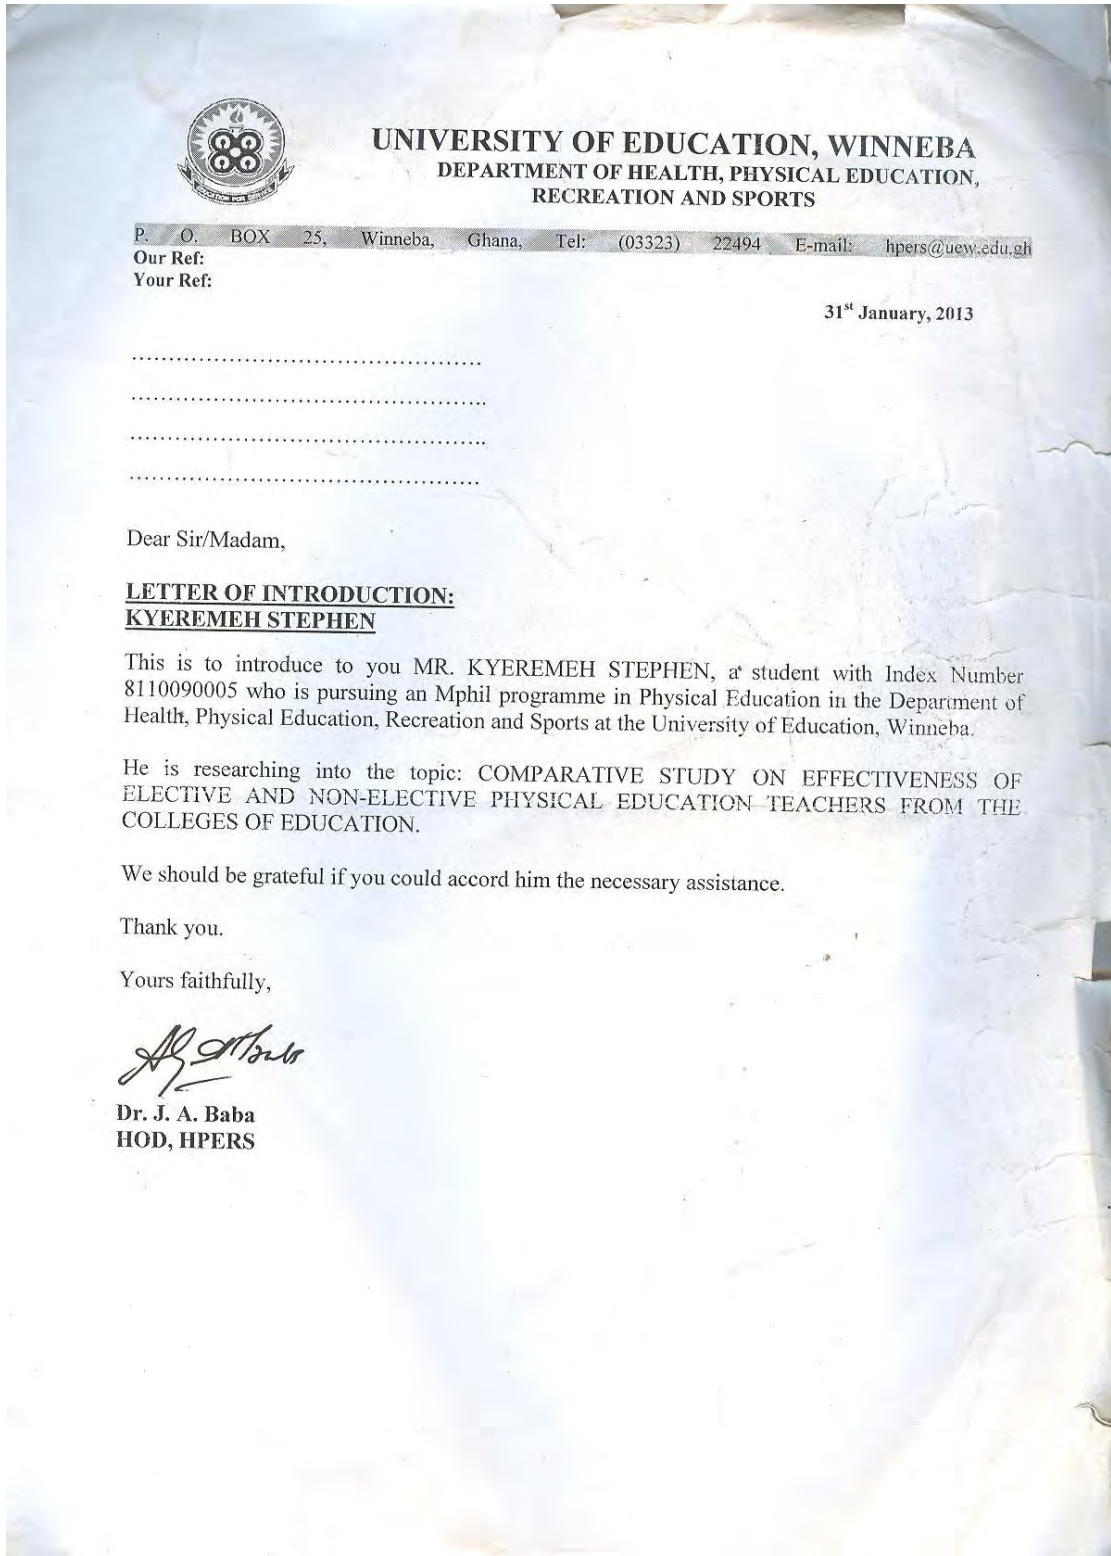 UNIVERSITY OF EDUCATION, WINNEBA
DEPARTMENT OF HEALTH, PHYSICAL EDUCATION,
RECREATION AND SPORTS
EDUCATION FOR SERVICE
P. O. BOX 25, Winneba, Ghana, Tel: (03323) 22494 E-mail: hpers@uew.edu.gh
Our Ref:
Your Ref:
31st January, 2013
................................................
................................................
................................................
................................................
Dear Sir/Madam,
LETTER OF INTRODUCTION:
KYEREMEH STEPHEN
This is to introduce to you MR. KYEREMEH STEPHEN, a student with Index Number
8110090005 who is pursuing an Mphil programme in Physical Education in the Department of
Health, Physical Education, Recreation and Sports at the University of Education, Winneba.
He is researching into the topic: COMPARATIVE STUDY ON EFFECTIVENESS OF
ELECTIVE AND NON-ELECTIVE PHYSICAL EDUCATION TEACHERS FROM THE
COLLEGES OF EDUCATION.
We should be grateful if you could accord him the necessary assistance.
Thank you.
Yours faithfully,
Dr. J. A. Baba
HOD, HPERS